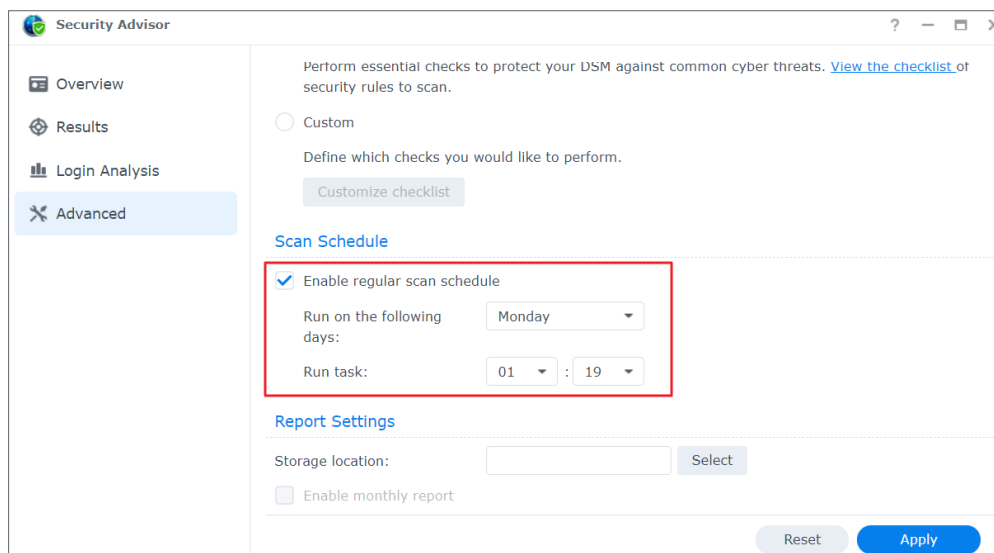 Security Advisor
?
Overview
Results
Login Analysis
Advanced
Perform essential checks to protect your DSM against common cyber threats. View the checklist of
security rules to scan.
Custom
Define which checks you would like to perform.
Customize checklist
Scan Schedule
Enable regular scan schedule
Run on the following
days:
Monday
Run task:
01 : 19
Report Settings
Storage location:
Select
Enable monthly report
Reset
Apply